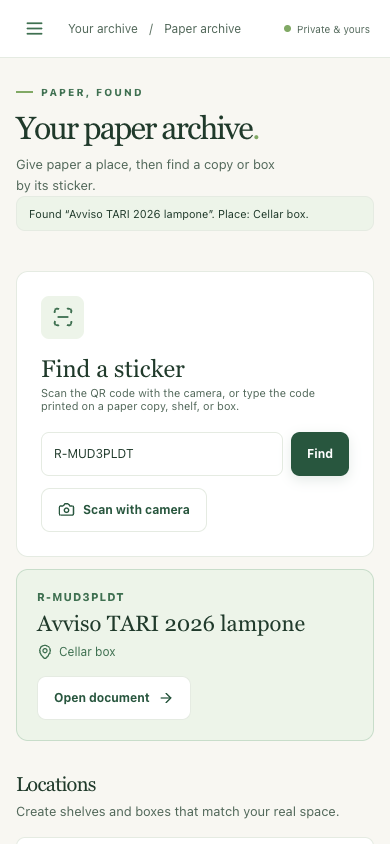 Your archive / Paper archive
Private & yours
PAPER, FOUND
Your paper archive.
Give paper a place, then find a copy or box
by its sticker.
Found “Avviso TARI 2026 lampone”. Place: Cellar box.
Find a sticker
Scan the QR code with the camera, or type the code
printed on a paper copy, shelf, or box.
R-MUD3PLDT
Find
Scan with camera
R-MUD3PLDT
Avviso TARI 2026 lampone
Cellar box
Open document
Locations
Create shelves and boxes that match your real space.